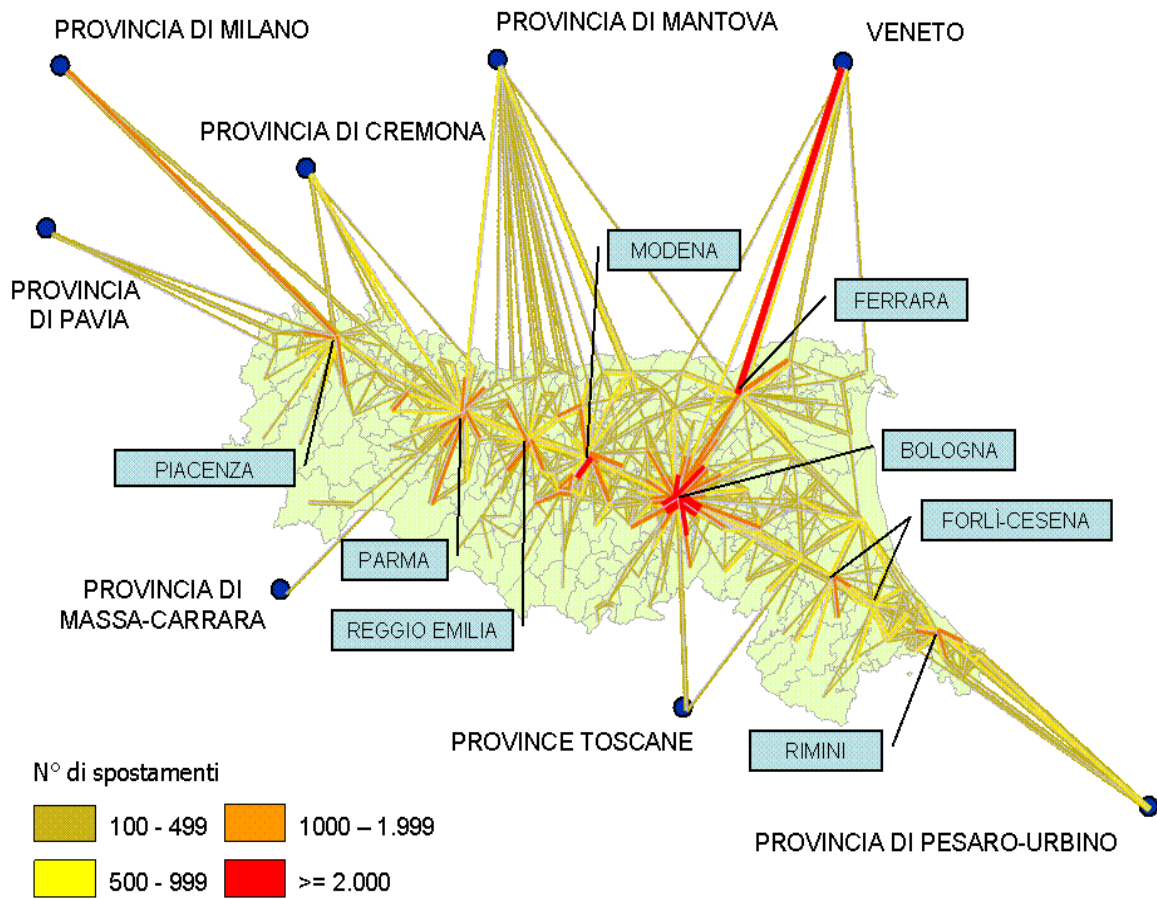 PROVINCIA DI MILANO
PROVINCIA DI MANTOVA
VENETO
PROVINCIA DI CREMONA
MODENA
PROVINCIA
DI PAVIA
FERRARA
BOLOGNA
PIACENZA
FORLÌ-CESENA
PARMA
PROVINCIA DI
MASSA-CARRARA
REGGIO EMILIA
PROVINCE TOSCANE
RIMINI
N° di spostamenti
100 - 499
1000 – 1.999
PROVINCIA DI PESARO-URBINO
500 - 999
>= 2.000